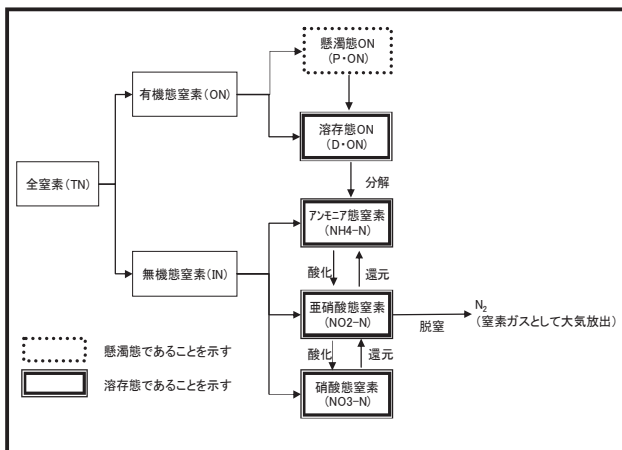 懸濁態ON
(P・ON)
有機態窒素(ON)
溶存態ON
(D・ON)
分解
全窒素(TN)
アンモニア態窒素
(NH4-N)
酸化
還元
無機態窒素(IN)
亜硝酸態窒素
(NO2-N)
脱窒
N2
(窒素ガスとして大気放出)
酸化
還元
硝酸態窒素
(NO3-N)
懸濁態であることを示す
溶存態であることを示す